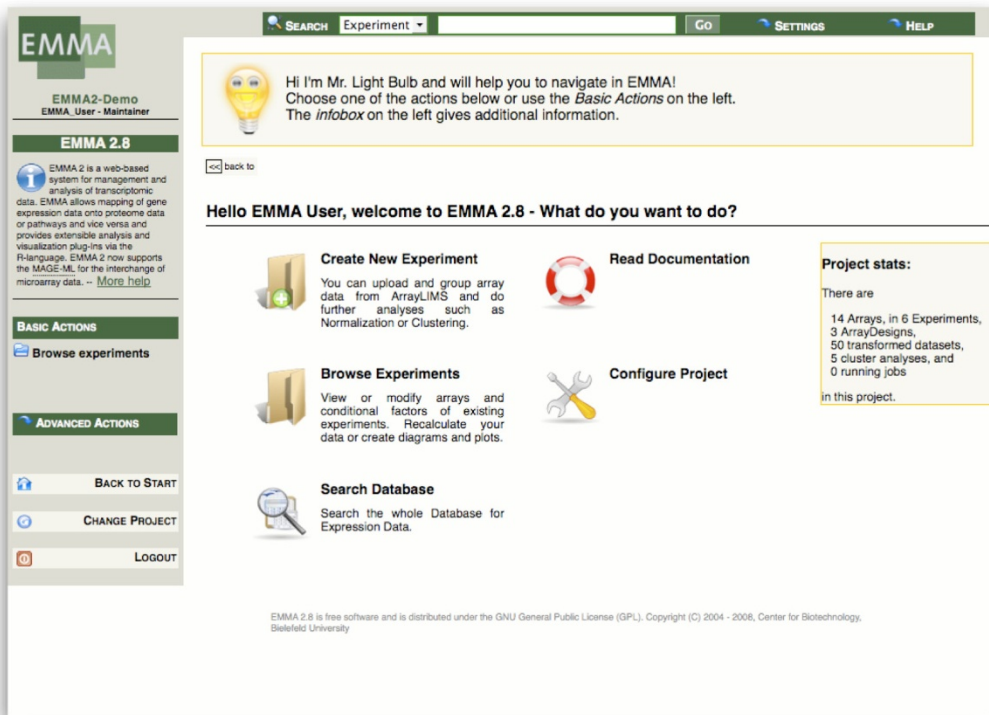 SEARCH Experiment Go SETTINGS HELP
EMMA
EMMA2-Demo
EMMA_User - Maintainer
EMMA 2.8
EMMA 2 is a web-based
system for management and
analysis of transcriptomic
data. EMMA allows mapping of gene
expression data onto proteome data
or pathways and vice versa and
provides extensible analysis and
visualization plug-Ins via the
R-language. EMMA 2 now supports
the MAGE-ML for the interchange of
microarray data. -- More help
BASIC ACTIONS
Browse experiments
ADVANCED ACTIONS
BACK TO START
CHANGE PROJECT
LOGOUT
Hi I'm Mr. Light Bulb and will help you to navigate in EMMA!
Choose one of the actions below or use the Basic Actions on the left.
The infobox on the left gives additional information.
<< back to
Hello EMMA User, welcome to EMMA 2.8 - What do you want to do?
Create New Experiment
You can upload and group array
data from ArrayLIMS and do
further analyses such as
Normalization or Clustering.
Read Documentation
Browse Experiments
View or modify arrays and
conditional factors of existing
experiments. Recalculate your
data or create diagrams and plots.
Configure Project
Search Database
Search the whole Database for
Expression Data.
Project stats:
There are
14 Arrays, in 6 Experiments,
3 ArrayDesigns,
50 transformed datasets,
5 cluster analyses, and
0 running jobs
in this project.
EMMA 2.8 is free software and is distributed under the GNU General Public License (GPL). Copyright (C) 2004 - 2008, Center for Biotechnology,
Bielefeld University